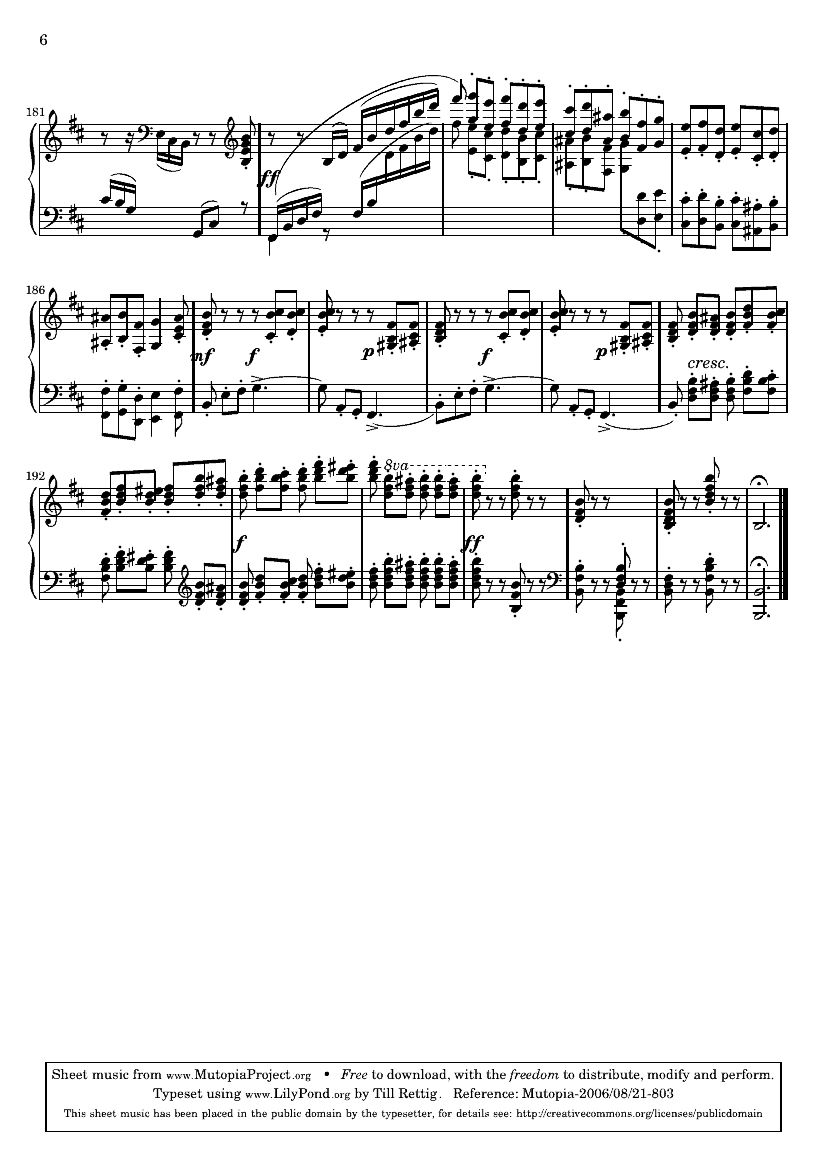 6
181
ff
186
mf f p f p cresc.
192
8va
f ff
Sheet music from www.MutopiaProject.org • Free to download, with the freedom to distribute, modify and perform.
Typeset using www.LilyPond.org by Till Rettig. Reference: Mutopia-2006/08/21-803
This sheet music has been placed in the public domain by the typesetter, for details see: http://creativecommons.org/licenses/publicdomain